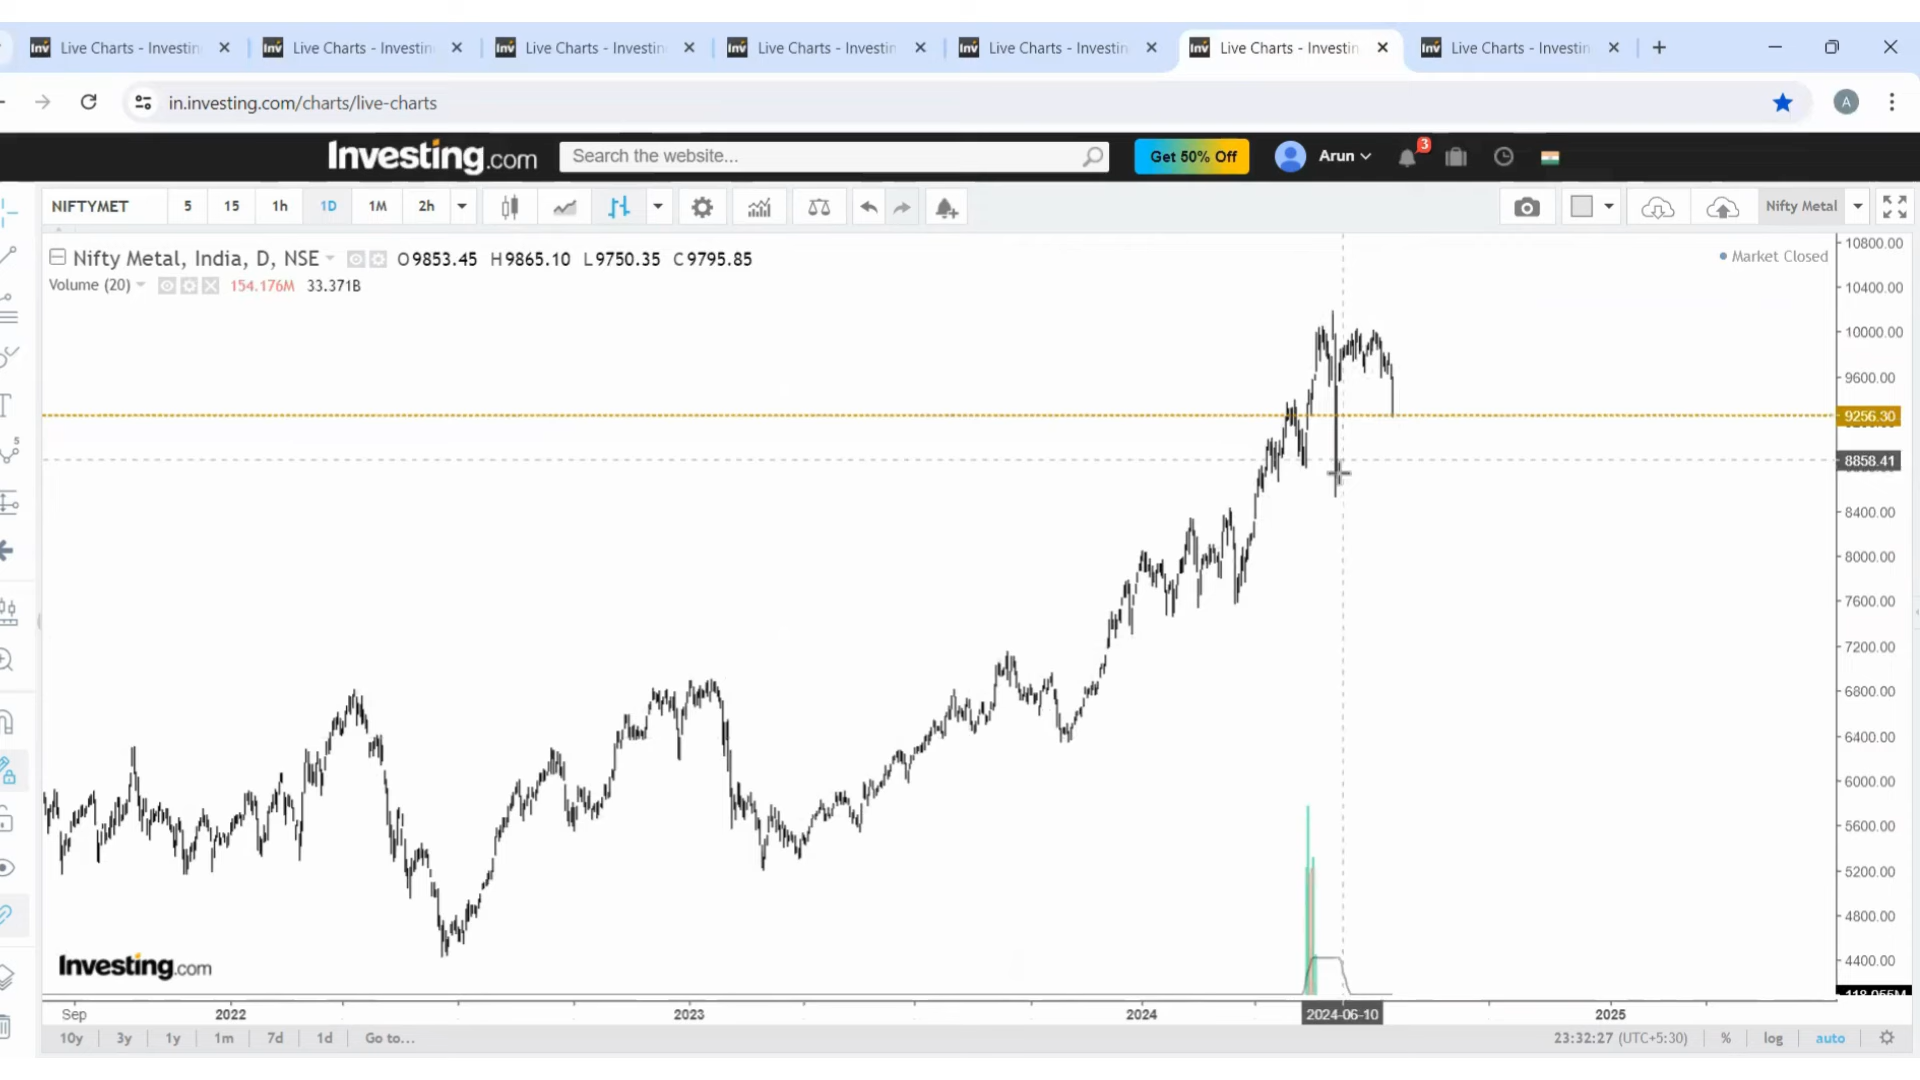 Live Charts - Investin
Live Charts - Investin
Live Charts - Investin
Live Charts - Investin
Live Charts - Investin
Live Charts - Investin
Live Charts - Investin
in.investing.com/charts/live-charts
A
Investing.com
Search the website...
Get 50% Off
Arun
3
NIFTYMET
5
15
1h
1D
1M
2h
Nifty Metal
Nifty Metal, India, D, NSE
O9853.45 H9865.10 L9750.35 C9795.85
Market Closed
Volume (20)
154.176M 33.371B
10800.00
10400.00
10000.00
9600.00
9256.30
8858.41
8400.00
8000.00
7600.00
7200.00
6800.00
6400.00
6000.00
5600.00
5200.00
4800.00
4400.00
118.055M
Investing.com
Sep
2022
2023
2024
2024-06-10
2025
10y
3y
1y
1m
7d
1d
Go to...
23:32:27 (UTC+5:30)
%
log
auto